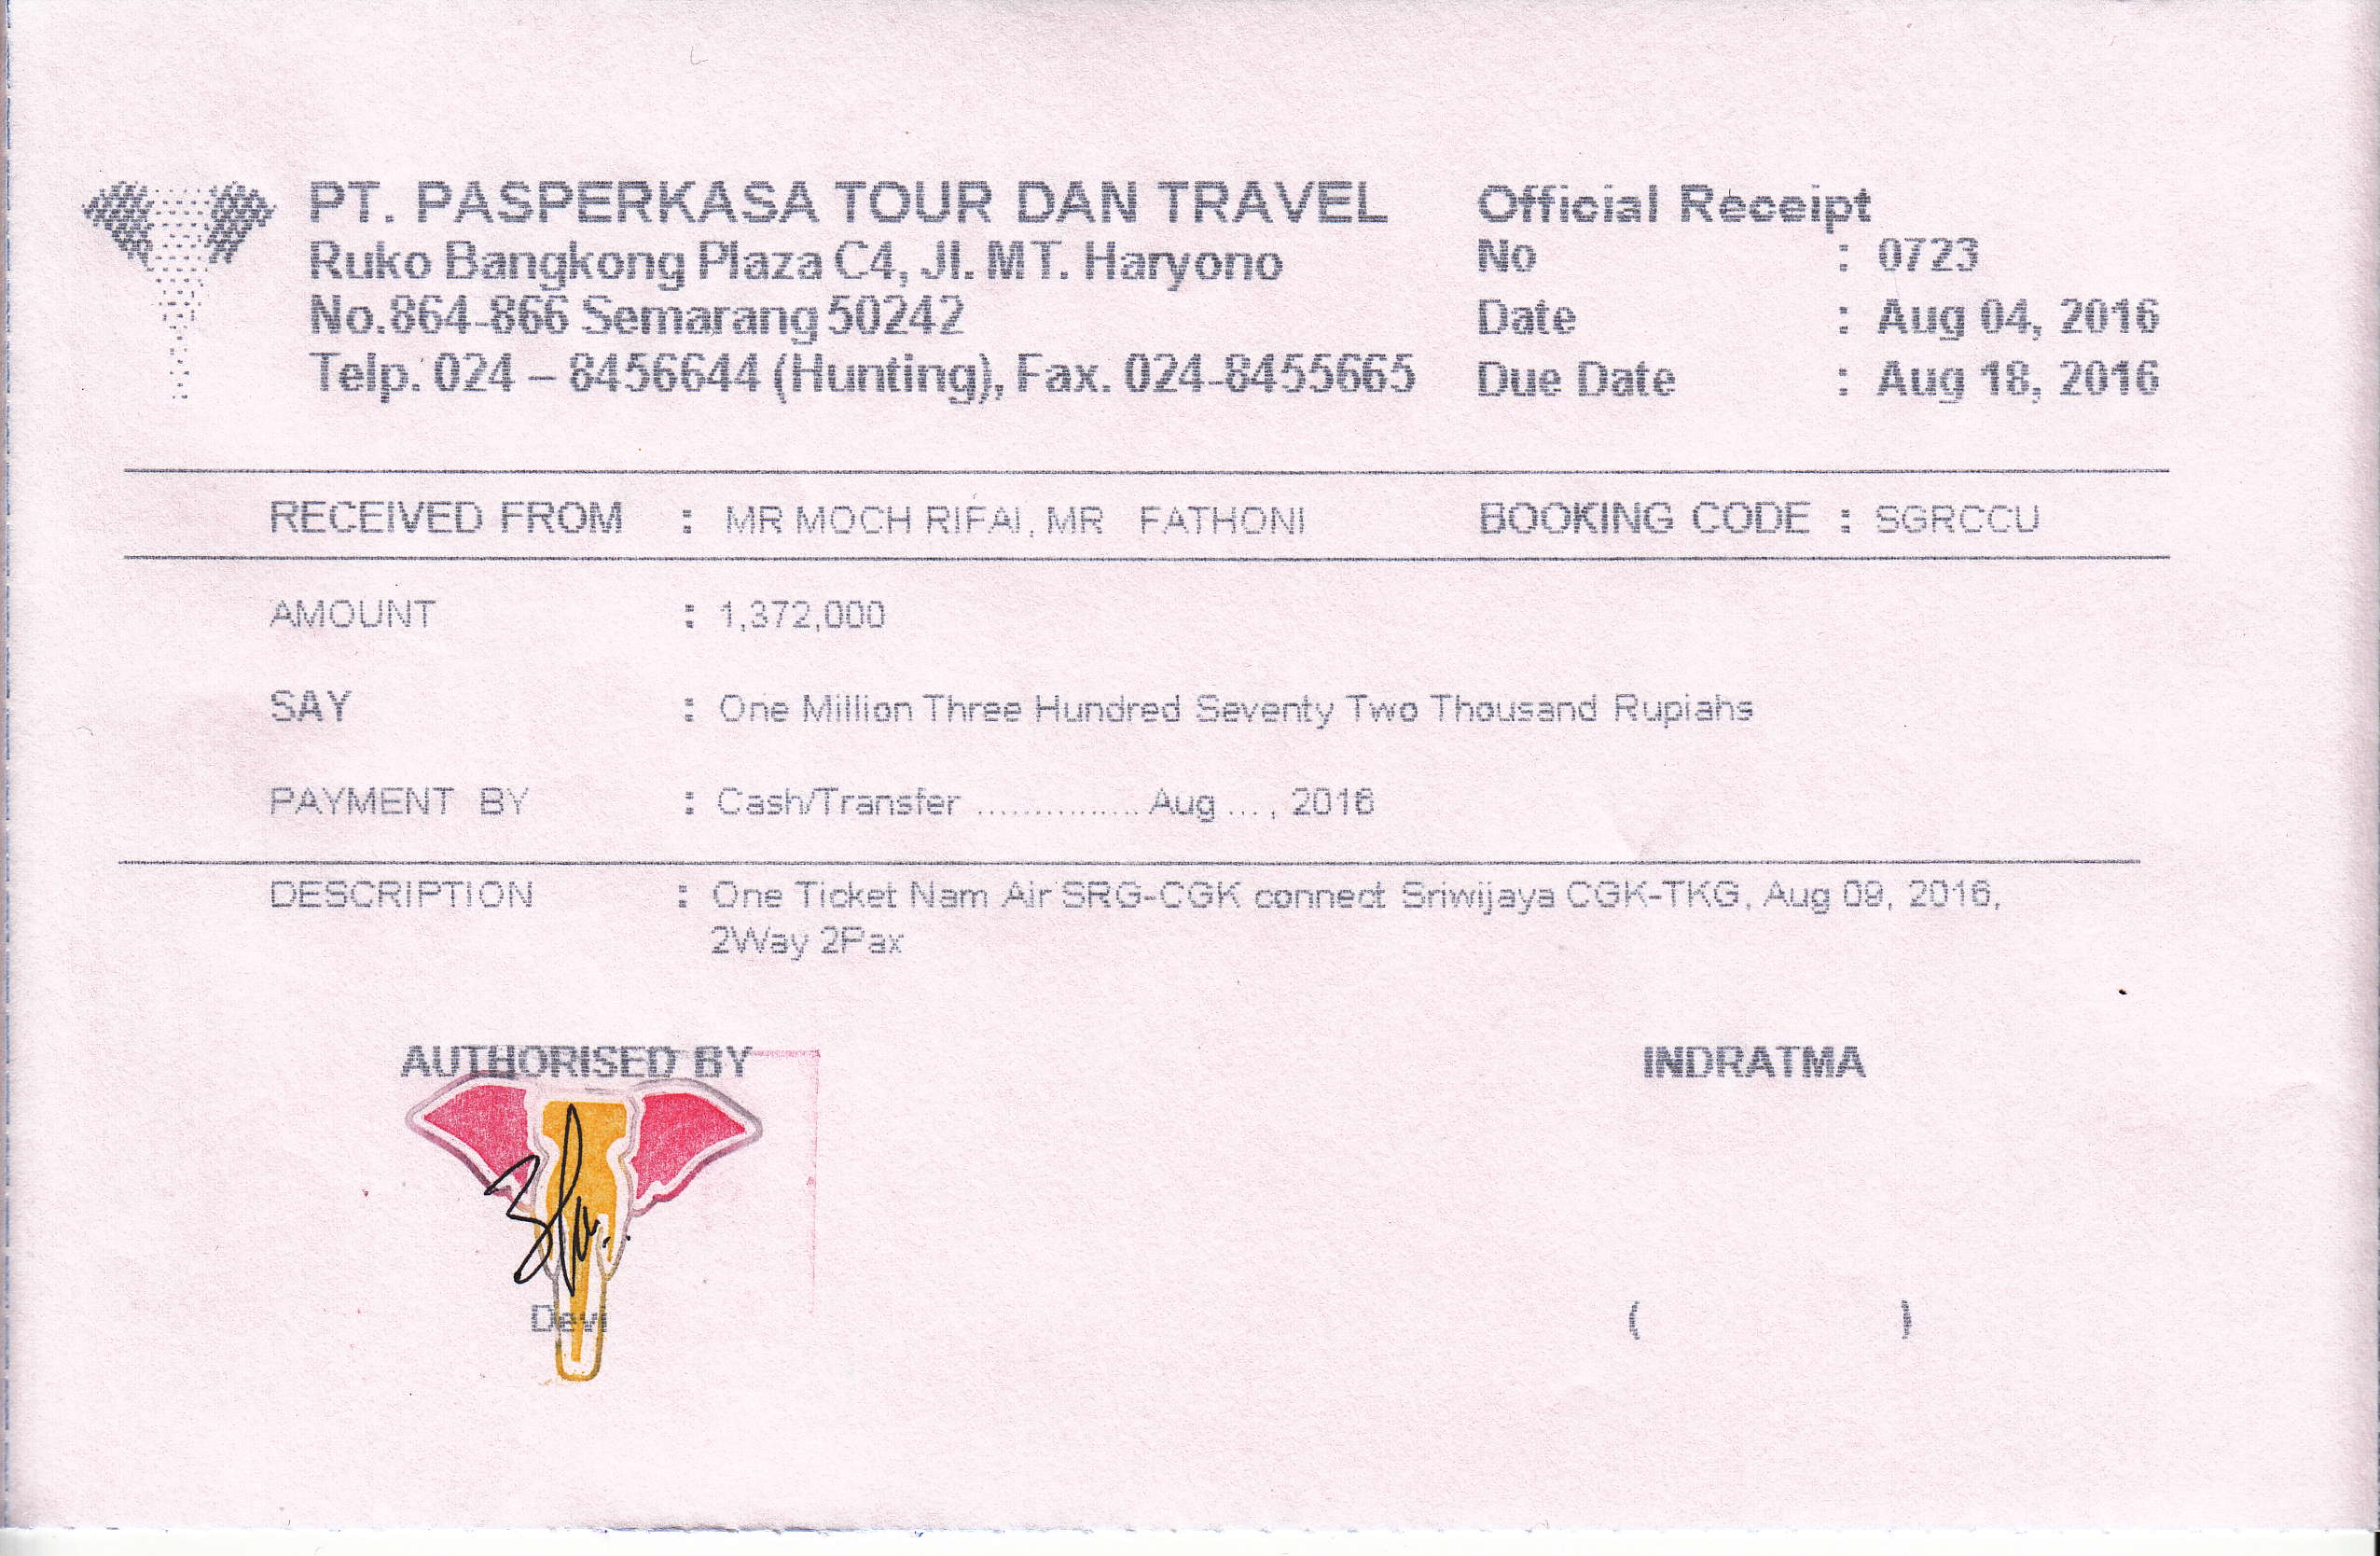 PT. PASPERKASA TOUR DAN TRAVEL
Ruko Bangkong Plaza C4, Jl. MT. Haryono
No.864-866 Semarang 50242
Telp. 024 – 8456644 (Hunting), Fax. 024-8455665
Official Receipt
No : 0723
Date : Aug 04, 2016
Due Date : Aug 18, 2016
RECEIVED FROM : MR MOCH RIFAI, MR FATHONI BOOKING CODE : SGRCCU
AMOUNT : 1,372,000
SAY : One Million Three Hundred Seventy Two Thousand Rupiahs
PAYMENT BY : Cash/Transfer ................ Aug ... , 2016
DESCRIPTION : One Ticket Nam Air SRG-CGK connect Sriwijaya CGK-TKG, Aug 09, 2016,
2Way 2Pax
AUTHORISED BY INDRATMA
Devi ( )